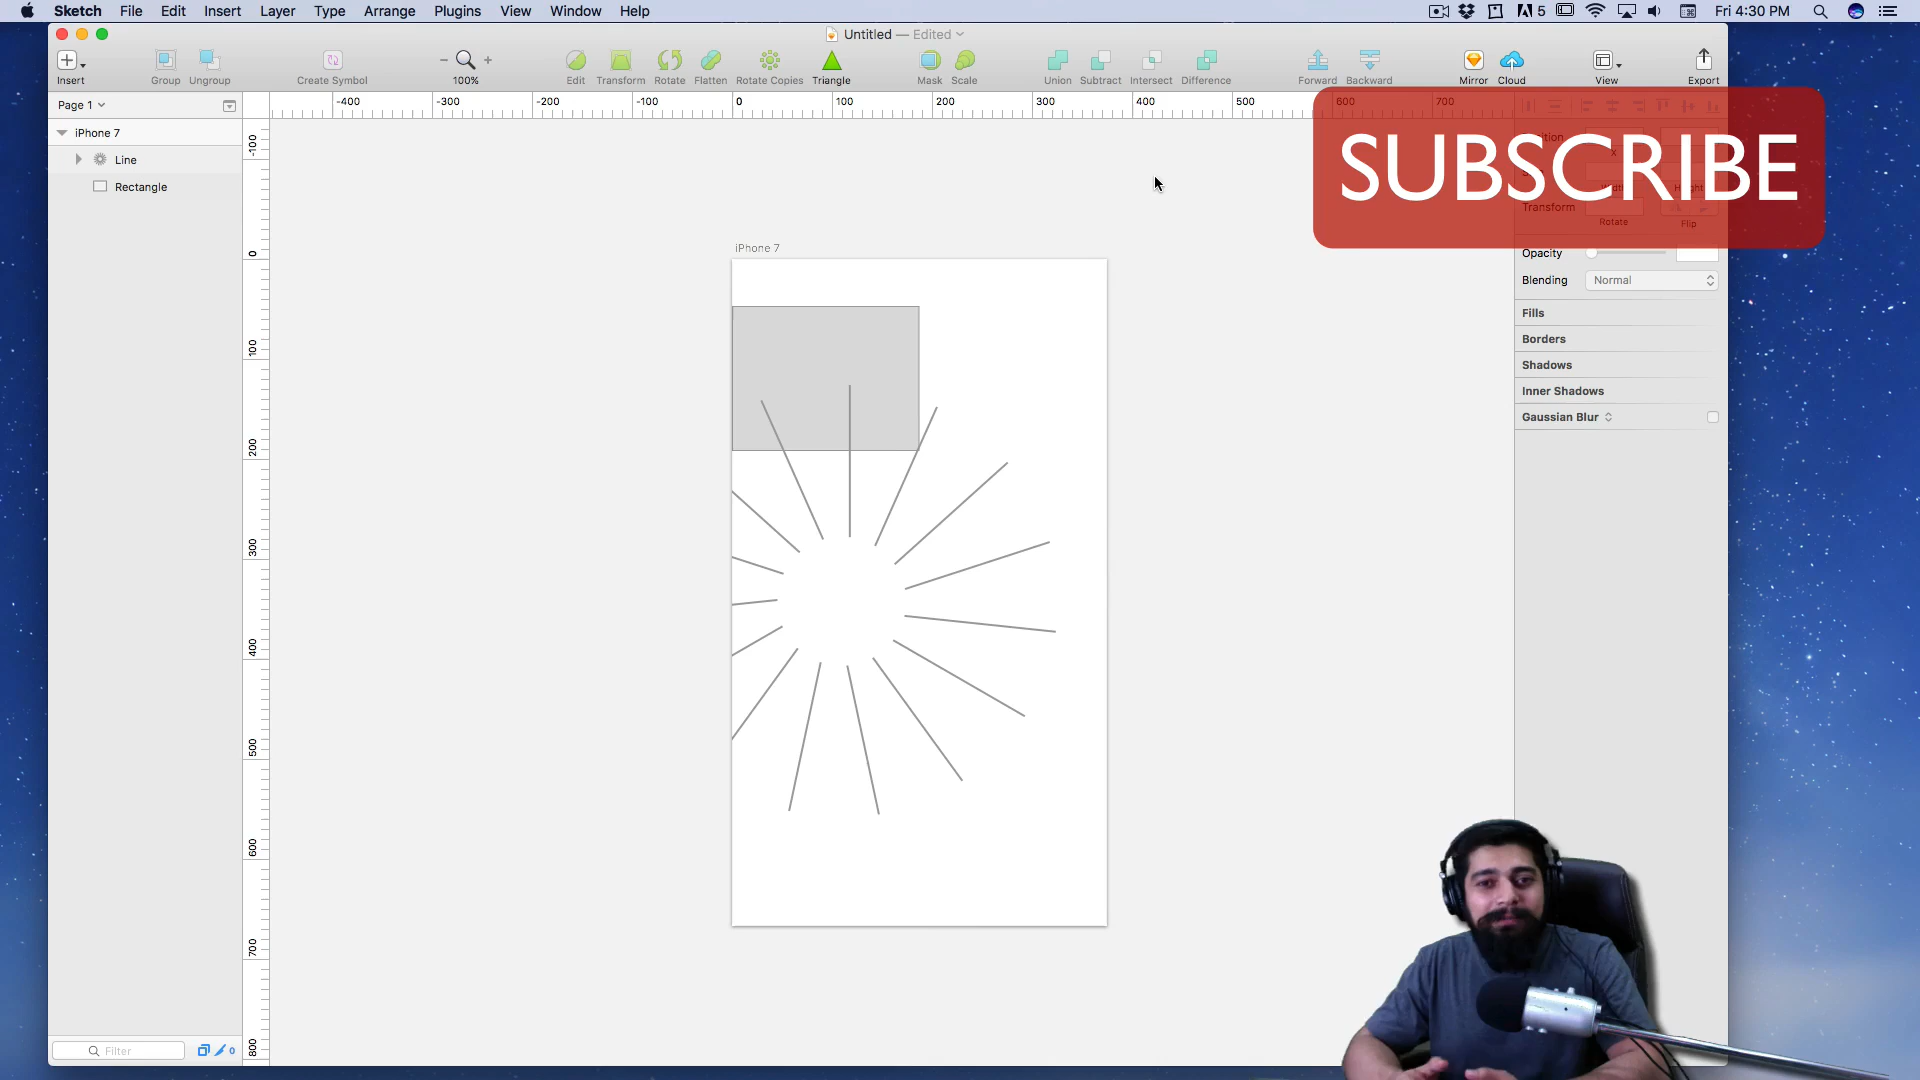 Sketch File Edit Insert Layer Type Arrange Plugins View Window Help
5 Fri 4:30 PM
Untitled — Edited
Insert Group Ungroup Create Symbol 100% Edit Transform Rotate Flatten Rotate Copies Triangle Mask Scale Union Subtract Intersect Difference Forward Backward Mirror Cloud View Export
Page 1
-400 -300 -200 -100 0 100 200 300 400 500 600 700
iPhone 7
Line
Rectangle
-100
0
100
200
300
400
500
600
700
800
iPhone 7
SUBSCRIBE
Transform
Rotate Flip
Opacity
Blending Normal
Fills
Borders
Shadows
Inner Shadows
Gaussian Blur
Filter
0